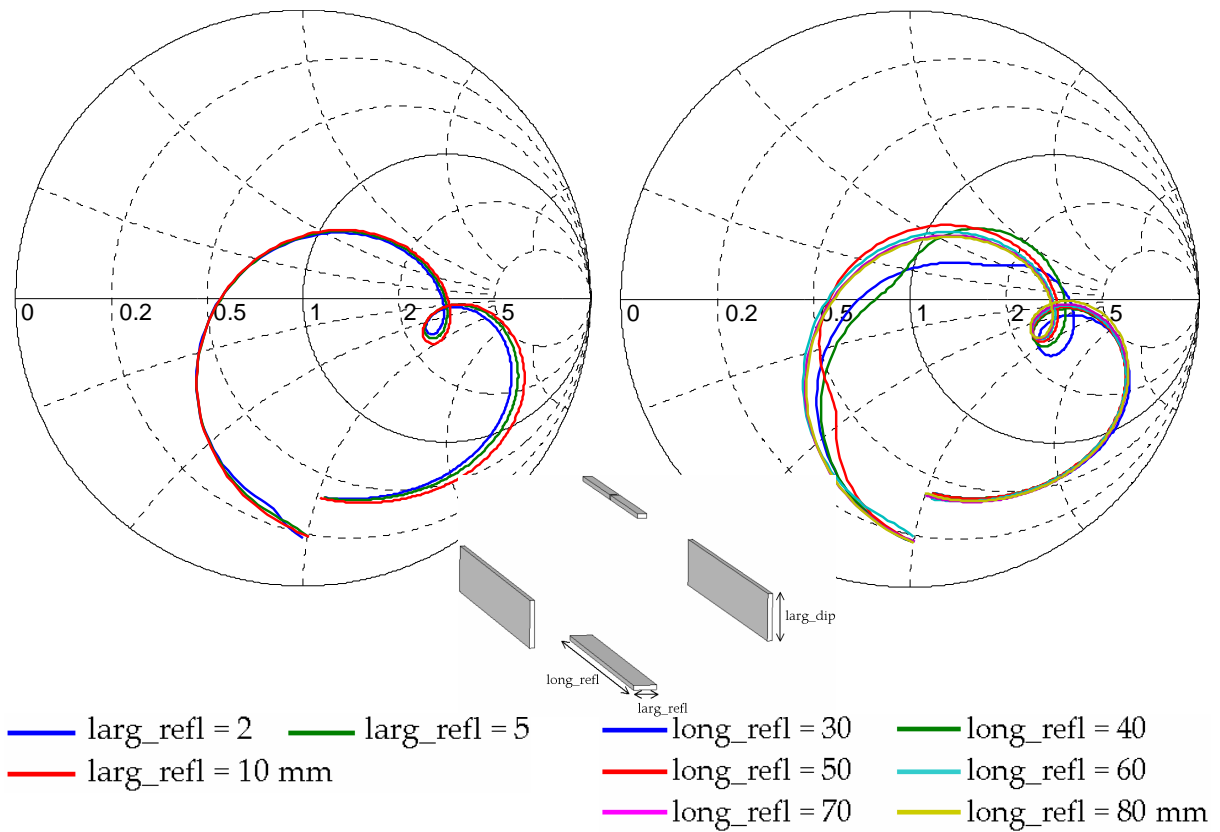 0 0.2 0.5 1 2 5
0 0.2 0.5 1 2 5
larg_dip
long_refl
larg_refl
larg_refl = 2 larg_refl = 5
larg_refl = 10 mm
long_refl = 30 long_refl = 40
long_refl = 50 long_refl = 60
long_refl = 70 long_refl = 80 mm